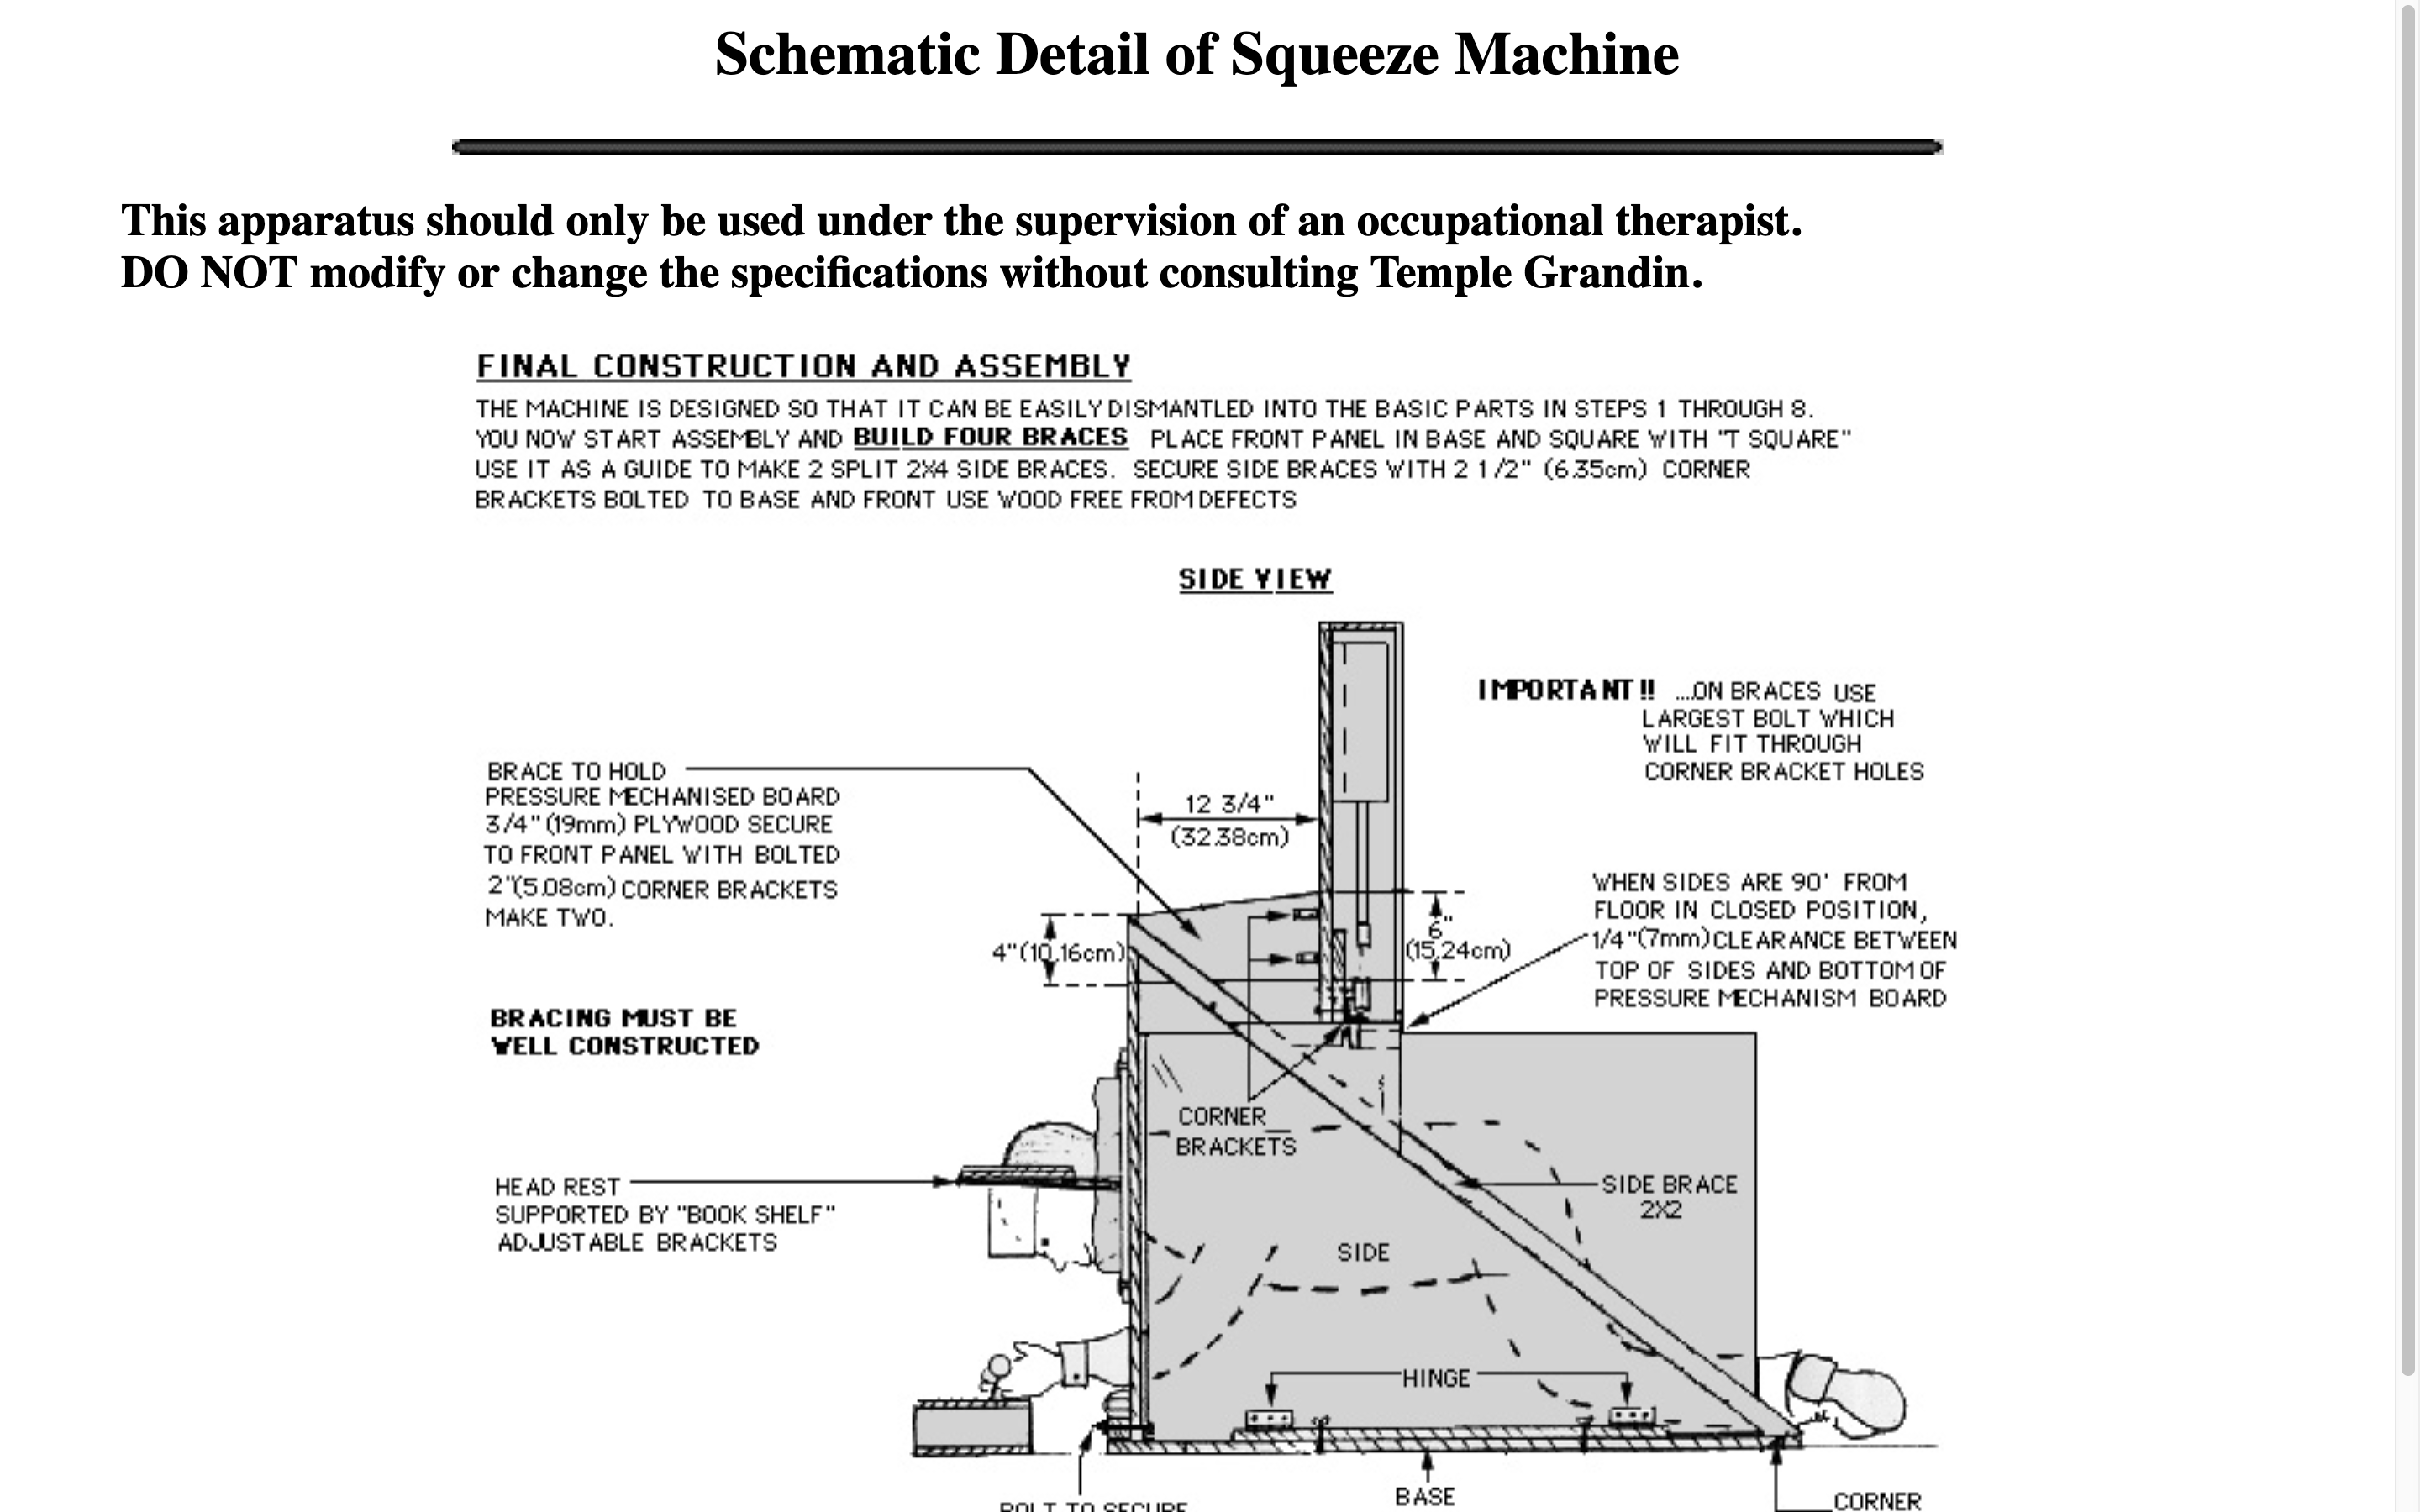 Schematic Detail of Squeeze Machine
This apparatus should only be used under the supervision of an occupational therapist.
DO NOT modify or change the specifications without consulting Temple Grandin.
FINAL CONSTRUCTION AND ASSEMBLY
THE MACHINE IS DESIGNED SO THAT IT CAN BE EASILY DISMANTLED INTO THE BASIC PARTS IN STEPS 1 THROUGH 8.
YOU NOW START ASSEMBLY AND BUILD FOUR BRACES PLACE FRONT PANEL IN BASE AND SQUARE WITH "T SQUARE"
USE IT AS A GUIDE TO MAKE 2 SPLIT 2X4 SIDE BRACES. SECURE SIDE BRACES WITH 2 1/2" (6.35cm) CORNER
BRACKETS BOLTED TO BASE AND FRONT USE WOOD FREE FROM DEFECTS
SIDE VIEW
IMPORTANT!! ....ON BRACES USE
LARGEST BOLT WHICH
WILL FIT THROUGH
CORNER BRACKET HOLES
BRACE TO HOLD
PRESSURE MECHANISED BOARD
3/4" (19mm) PLYWOOD SECURE
TO FRONT PANEL WITH BOLTED
2"(5.08cm) CORNER BRACKETS
MAKE TWO.
12 3/4"
(32.38cm)
4"(10.16cm)
6"
(15.24cm)
WHEN SIDES ARE 90' FROM
FLOOR IN CLOSED POSITION,
1/4"(7mm) CLEARANCE BETWEEN
TOP OF SIDES AND BOTTOM OF
PRESSURE MECHANISM BOARD
BRACING MUST BE
WELL CONSTRUCTED
CORNER
BRACKETS
HEAD REST
SUPPORTED BY "BOOK SHELF"
ADJUSTABLE BRACKETS
SIDE BRACE
2X2
SIDE
HINGE
BOLT TO SECURE
BASE
CORNER